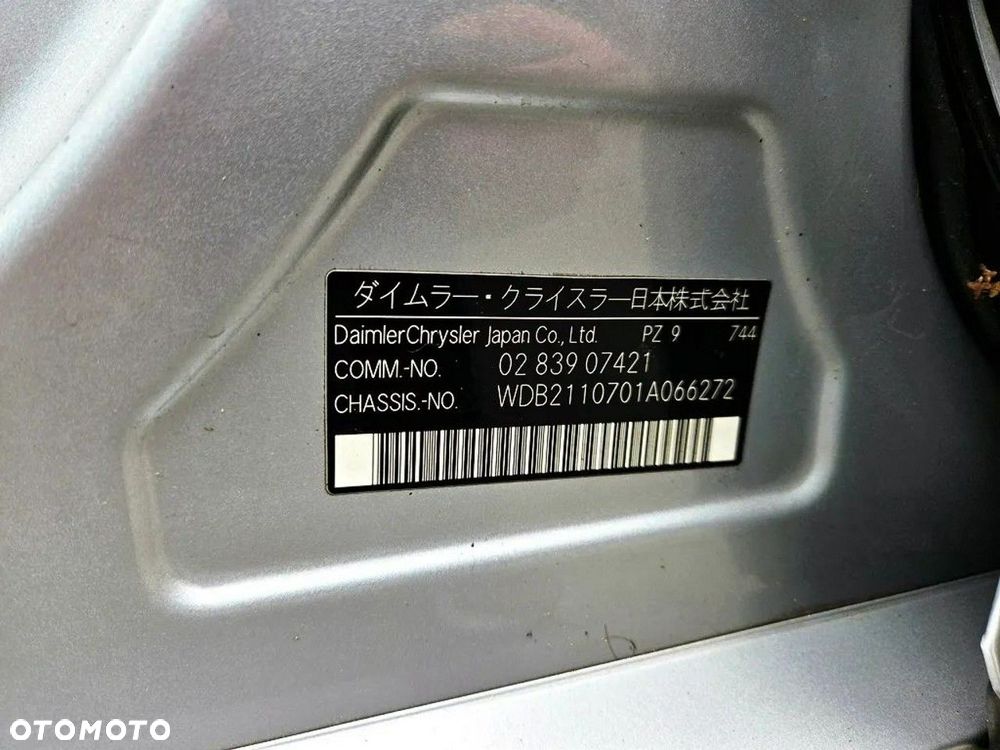 ダイムラー・クライスラー日本株式会社
DaimlerChrysler Japan Co., Ltd. PZ 9 744
COMM.-NO. 02 839 07421
CHASSIS.-NO. WDB2110701A066272
OTOMOTO